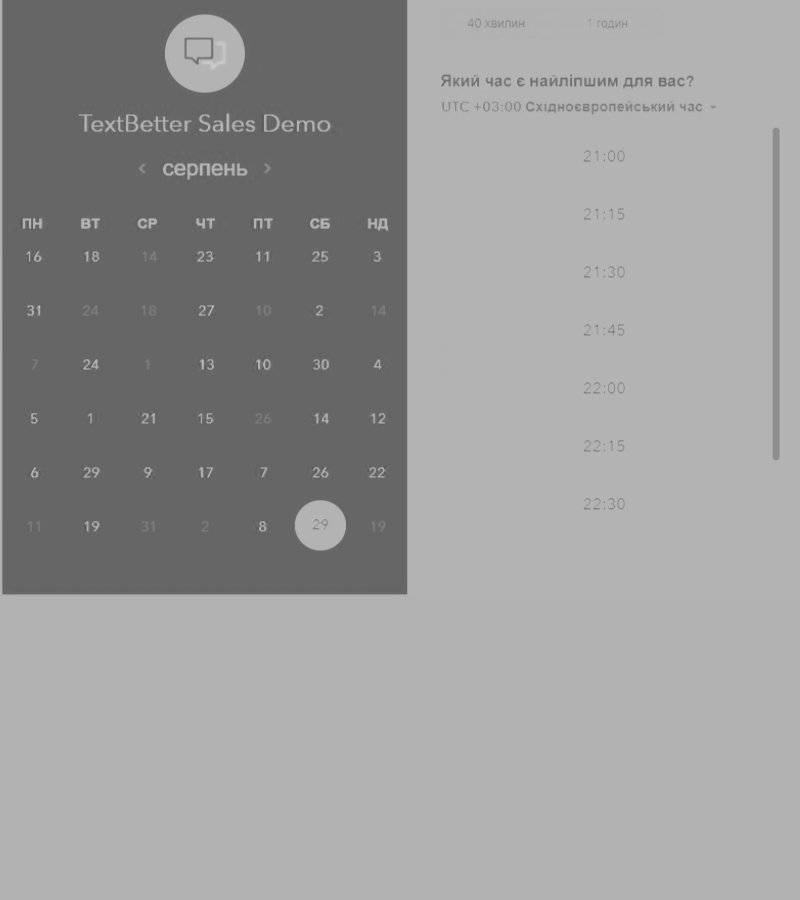 TextBetter Sales Demo
серпень
ПН ВТ СР ЧТ ПТ СБ НД
16 18 14 23 11 25 3
31 24 18 27 10 2 14
7 24 1 13 10 30 4
5 1 21 15 26 14 12
6 29 9 17 7 26 22
11 19 31 2 8 29 19
40 хвилин 1 годин
Який час є найліпшим для вас?
UTC +03:00 Східноєвропейський час
21:00
21:15
21:30
21:45
22:00
22:15
22:30